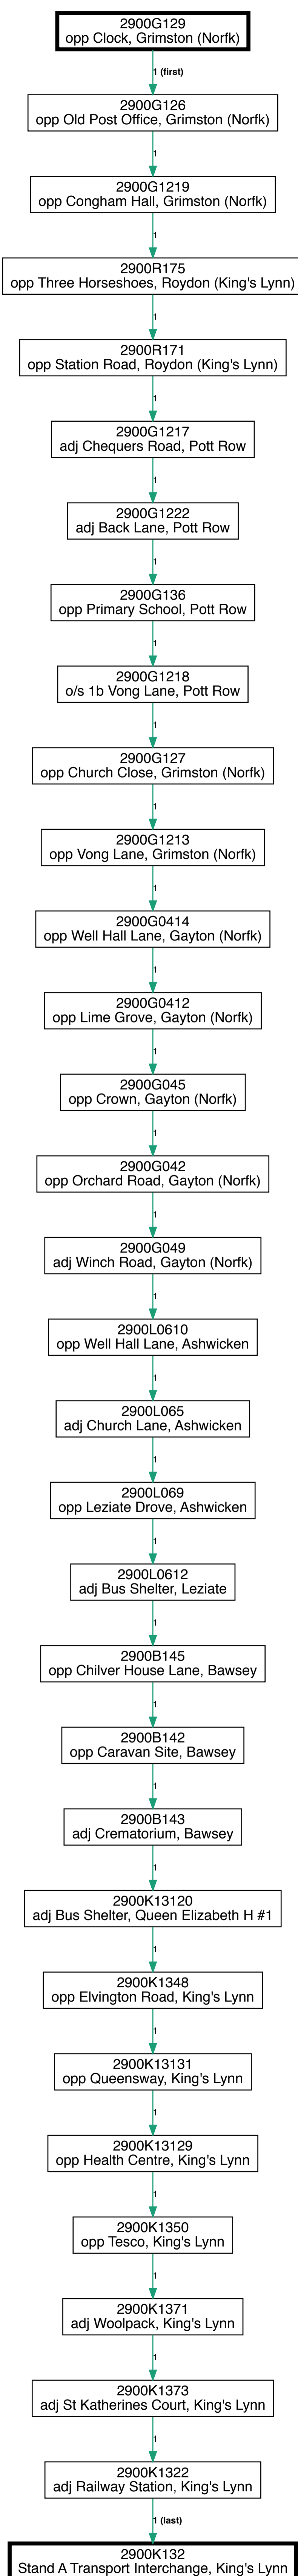 2900G129
opp Clock, Grimston (Norfk)
1 (first)
2900G126
opp Old Post Office, Grimston (Norfk)
1
2900G1219
opp Congham Hall, Grimston (Norfk)
1
2900R175
opp Three Horseshoes, Roydon (King's Lynn)
1
2900R171
opp Station Road, Roydon (King's Lynn)
1
2900G1217
adj Chequers Road, Pott Row
1
2900G1222
adj Back Lane, Pott Row
1
2900G136
opp Primary School, Pott Row
1
2900G1218
o/s 1b Vong Lane, Pott Row
1
2900G127
opp Church Close, Grimston (Norfk)
1
2900G1213
opp Vong Lane, Grimston (Norfk)
1
2900G0414
opp Well Hall Lane, Gayton (Norfk)
1
2900G0412
opp Lime Grove, Gayton (Norfk)
1
2900G045
opp Crown, Gayton (Norfk)
1
2900G042
opp Orchard Road, Gayton (Norfk)
1
2900G049
adj Winch Road, Gayton (Norfk)
1
2900L0610
opp Well Hall Lane, Ashwicken
1
2900L065
adj Church Lane, Ashwicken
1
2900L069
opp Leziate Drove, Ashwicken
1
2900L0612
adj Bus Shelter, Leziate
1
2900B145
opp Chilver House Lane, Bawsey
1
2900B142
opp Caravan Site, Bawsey
1
2900B143
adj Crematorium, Bawsey
1
2900K13120
adj Bus Shelter, Queen Elizabeth H #1
1
2900K1348
opp Elvington Road, King's Lynn
1
2900K13131
opp Queensway, King's Lynn
1
2900K13129
opp Health Centre, King's Lynn
1
2900K1350
opp Tesco, King's Lynn
1
2900K1371
adj Woolpack, King's Lynn
1
2900K1373
adj St Katherines Court, King's Lynn
1
2900K1322
adj Railway Station, King's Lynn
1 (last)
2900K132
Stand A Transport Interchange, King's Lynn